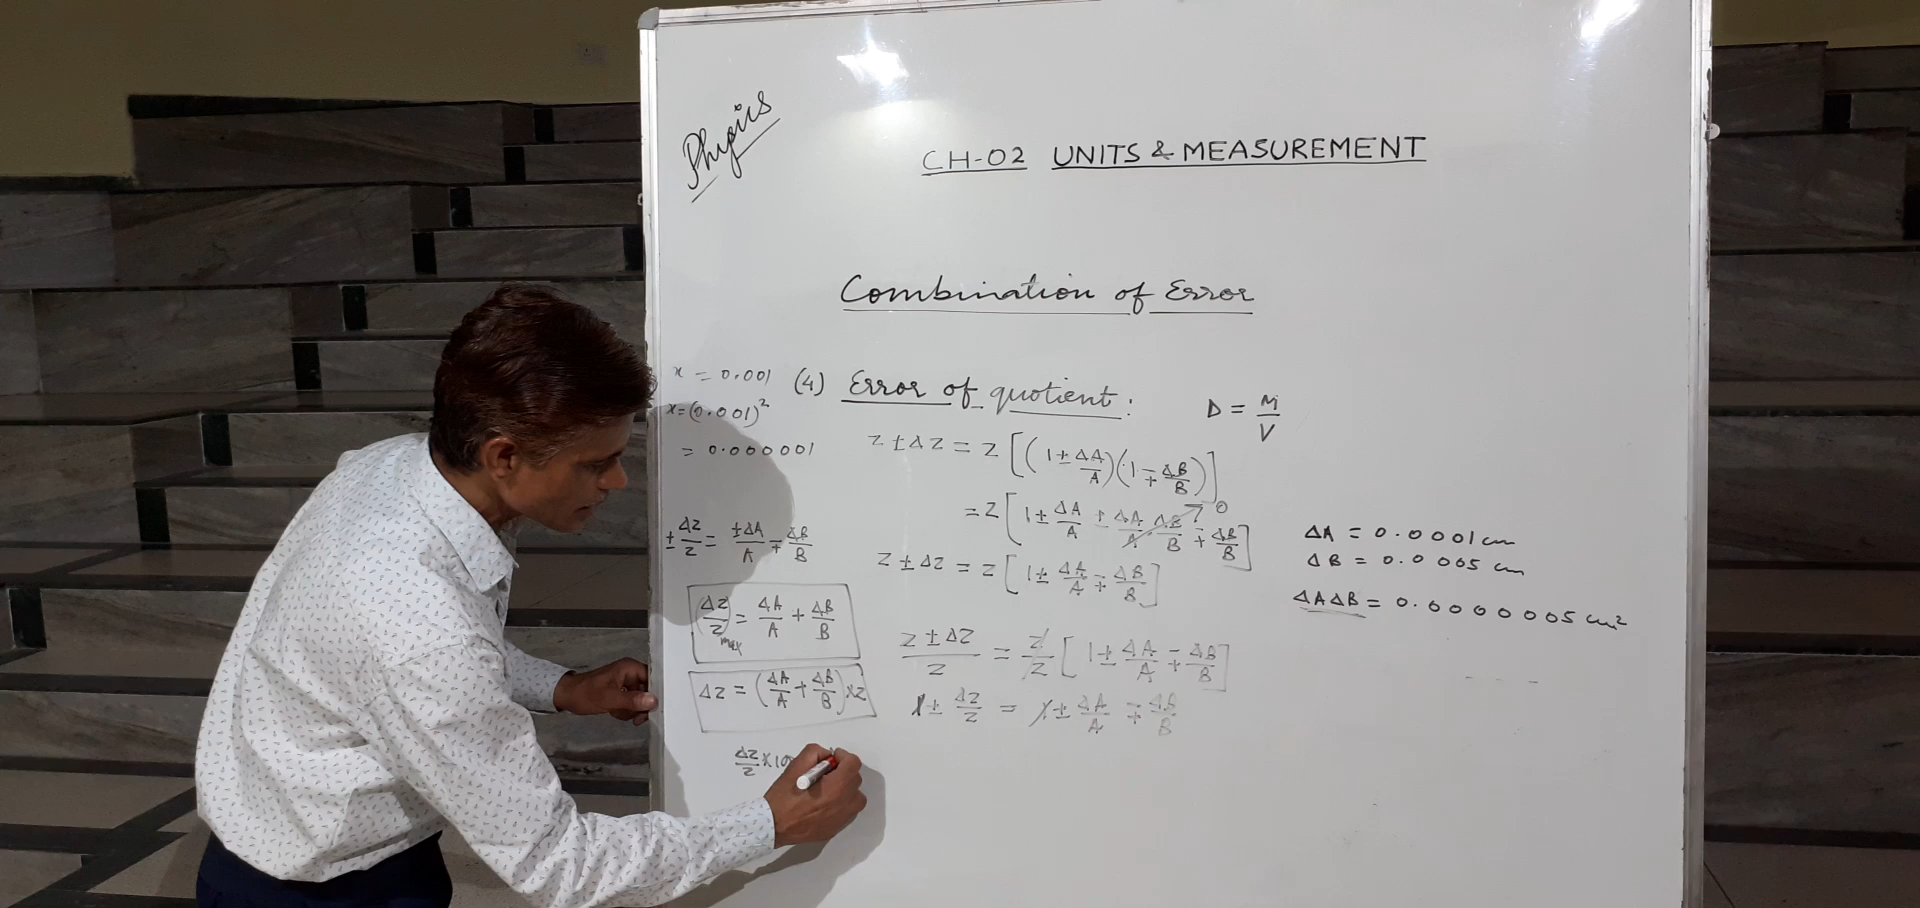 Physics
CH-02 UNITS & MEASUREMENT
Combination of Error
x = 0.001
x = (0.001)²
= 0.000001
(4) Error of quotient:
D = M/V
Z ± ΔZ = Z [(1 ± ΔA/A)(1 ∓ ΔB/B)]
= Z [1 ± ΔA/A ± ΔA/A ΔB/B ∓ ΔB/B] 0
Z ± ΔZ = Z [1 ± ΔA/A ∓ ΔB/B]
(Z ± ΔZ)/Z = Z/Z [1 ± ΔA/A ∓ ΔB/B]
1 ± ΔZ/Z = 1 ± ΔA/A ∓ ΔB/B
± ΔZ/Z = ± ΔA/A ∓ ΔB/B
(ΔZ/Z)max = ΔA/A + ΔB/B
ΔZ = (ΔA/A + ΔB/B) × Z
ΔZ/Z × 10
ΔA = 0.0001 cm
ΔB = 0.0005 cm
ΔAΔB = 0.0000005 cm²